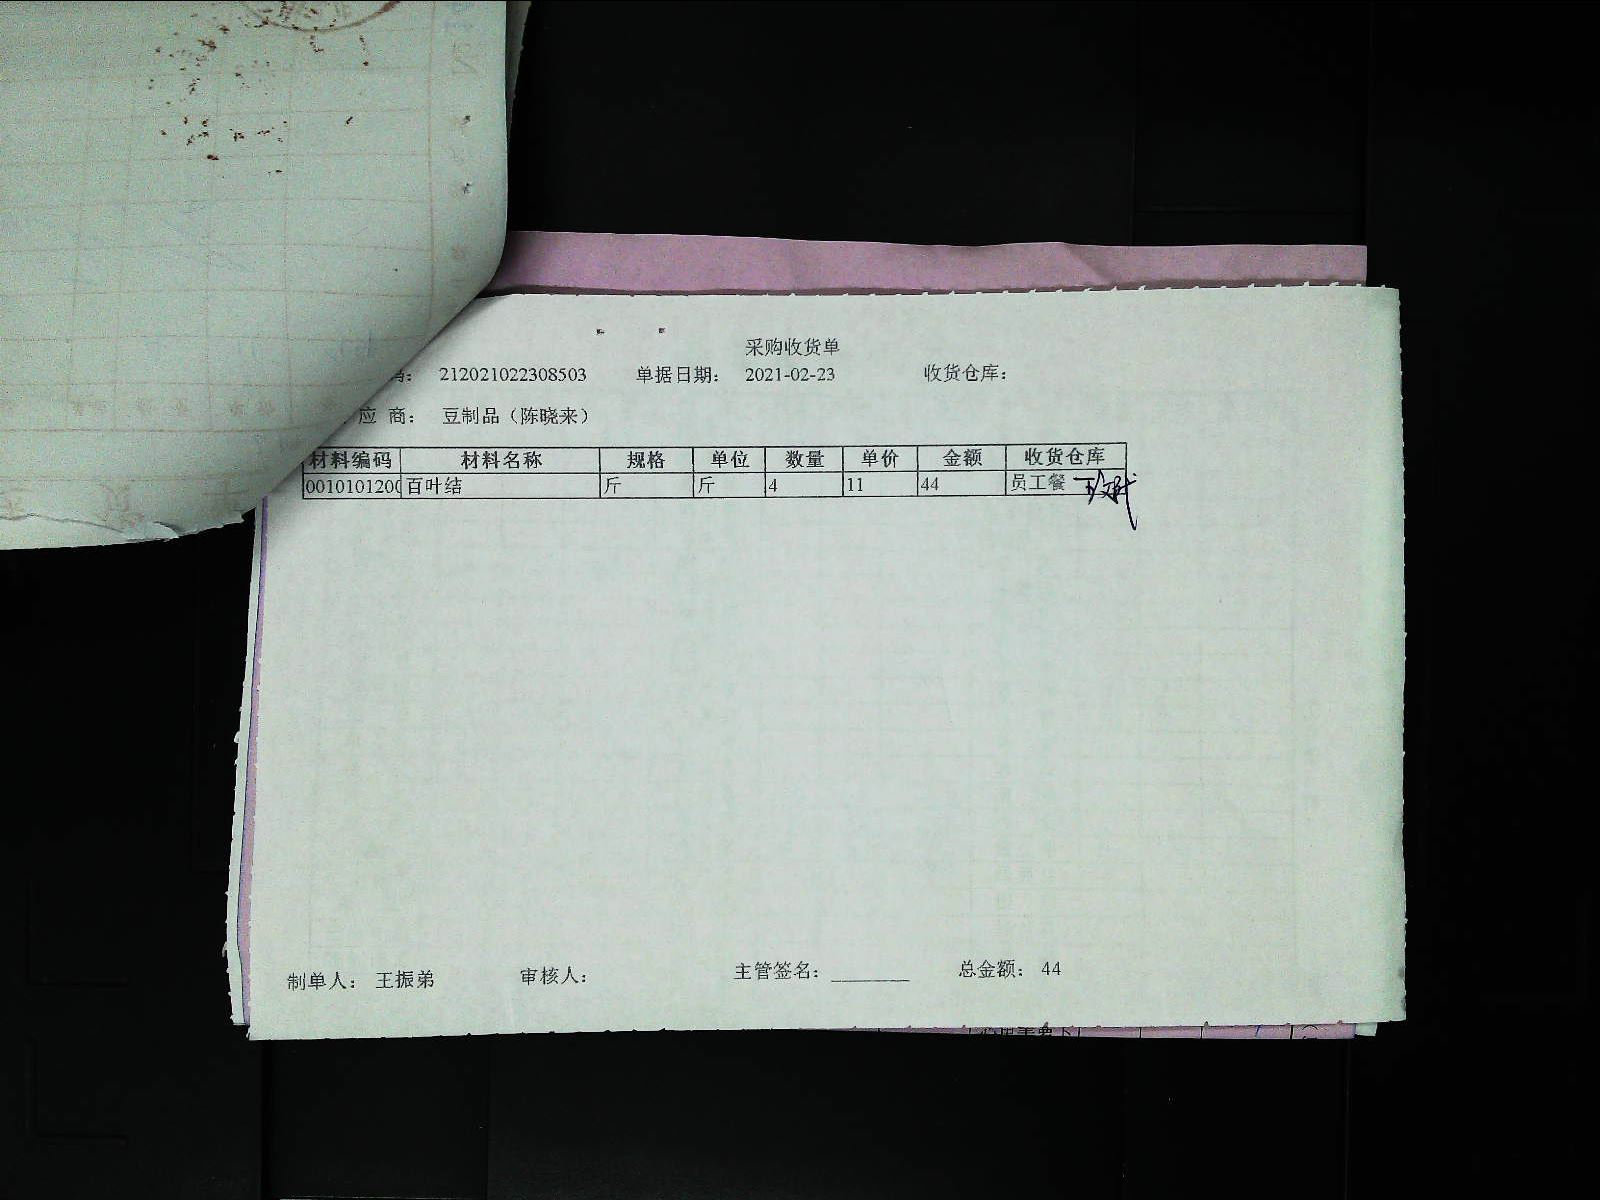 采购收货单
码： 212021022308503 单据日期： 2021-02-23 收货仓库：
应 商： 豆制品（陈晓来）
材料编码 材料名称 规格 单位 数量 单价 金额 收货仓库
0010101200 百叶结 斤 斤 4 11 44 员工餐
制单人： 王振弟 审核人： 主管签名： ________ 总金额： 44